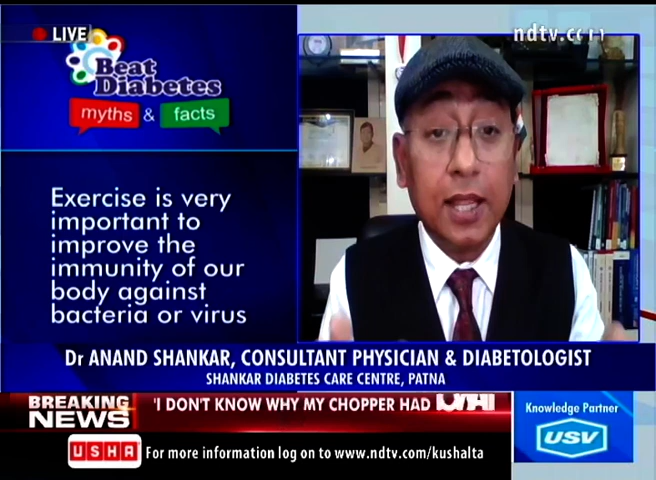 LIVE
ndtv.com
Beat
Diabetes
myths & facts
Exercise is very
important to
improve the
immunity of our
body against
bacteria or virus
Dr ANAND SHANKAR, CONSULTANT PHYSICIAN & DIABETOLOGIST
SHANKAR DIABETES CARE CENTRE, PATNA
BREAKING
NEWS
'I DON'T KNOW WHY MY CHOPPER HAD
Knowledge Partner
USV
USHA
For more information log on to www.ndtv.com/kushalta